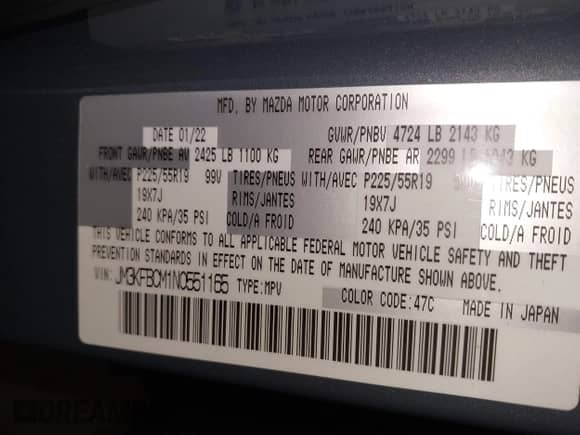 MFD. BY MAZDA MOTOR CORPORATION
DATE 01/22 GVWR/PNBV 4724 LB 2143 KG
FRONT GAWR/PNBE AV 2425 LB 1100 KG REAR GAWR/PNBE AR 2299 LB 1043 KG
WITH/AVEC P225/55R19 99V TIRES/PNEUS WITH/AVEC P225/55R19 TIRES/PNEUS
19X7J RIMS/JANTES 19X7J RIMS/JANTES
240 KPA/35 PSI COLD/A FROID 240 KPA/35 PSI COLD/A FROID
THIS VEHICLE CONFORMS TO ALL APPLICABLE FEDERAL MOTOR VEHICLE SAFETY AND THEFT
PREVENTION STANDARDS IN EFFECT ON THE DATE OF MANUFACTURE SHOWN ABOVE.
VIN: JM3KFBCM1N0551165 TYPE:MPV COLOR CODE:47C MADE IN JAPAN